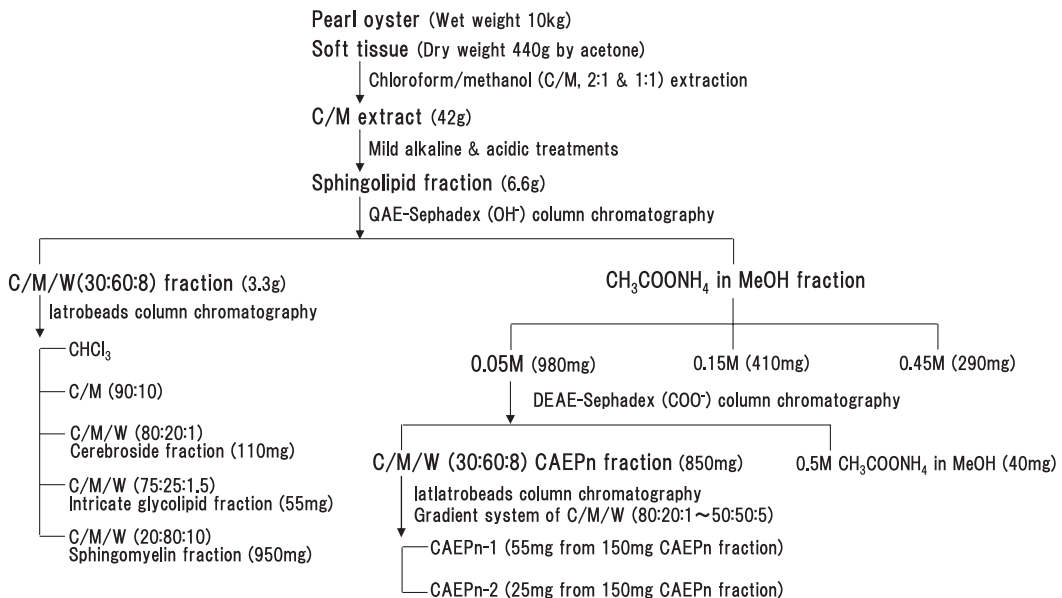 Pearl oyster (Wet weight 10kg)
Soft tissue (Dry weight 440g by acetone)
Chloroform/methanol (C/M, 2:1 & 1:1) extraction
C/M extract (42g)
Mild alkaline & acidic treatments
Sphingolipid fraction (6.6g)
QAE-Sephadex (OH⁻) column chromatography
C/M/W(30:60:8) fraction (3.3g)
Iatrobeads column chromatography
CHCl₃
C/M (90:10)
C/M/W (80:20:1)
Cerebroside fraction (110mg)
C/M/W (75:25:1.5)
Intricate glycolipid fraction (55mg)
C/M/W (20:80:10)
Sphingomyelin fraction (950mg)
CH₃COONH₄ in MeOH fraction
0.05M (980mg)
0.15M (410mg)
0.45M (290mg)
DEAE-Sephadex (COO⁻) column chromatography
C/M/W (30:60:8) CAEPn fraction (850mg)
0.5M CH₃COONH₄ in MeOH (40mg)
Iatlatrobeads column chromatography
Gradient system of C/M/W (80:20:1～50:50:5)
CAEPn-1 (55mg from 150mg CAEPn fraction)
CAEPn-2 (25mg from 150mg CAEPn fraction)